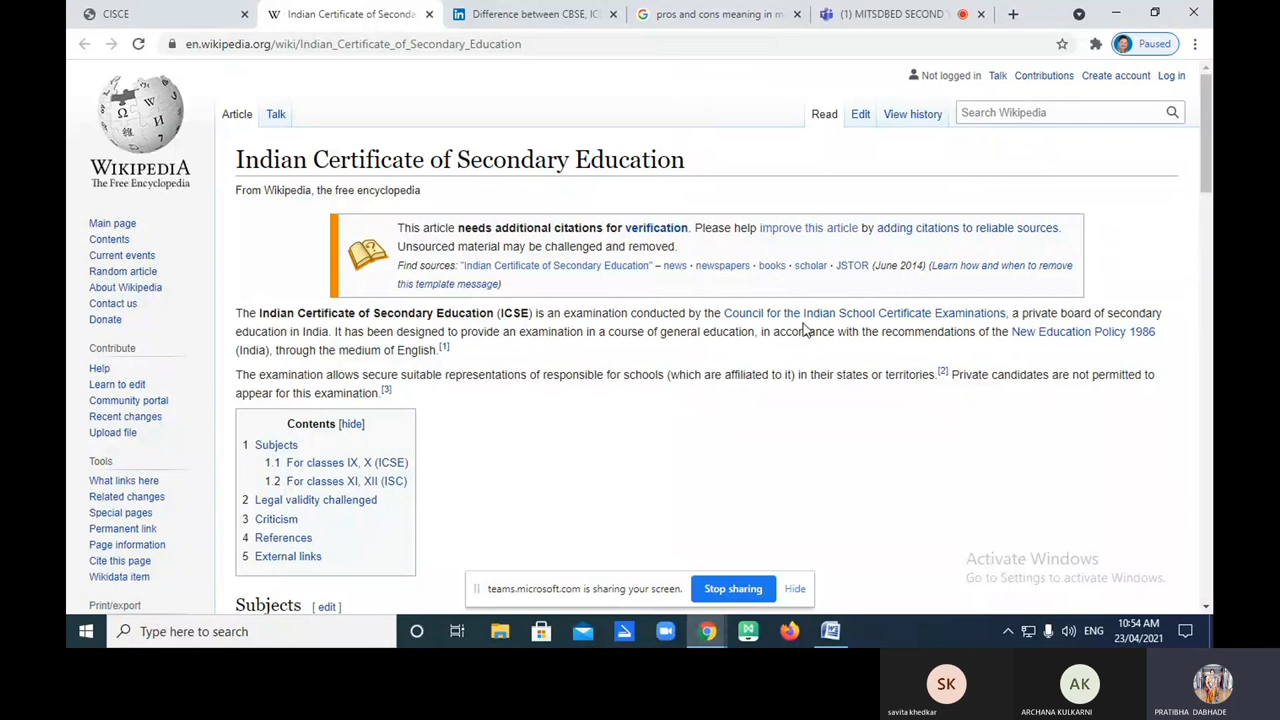 CISCE
Indian Certificate of Seconda
Difference between CBSE, IC
pros and cons meaning in m
(1) MITSDBED SECOND Y
en.wikipedia.org/wiki/Indian_Certificate_of_Secondary_Education
Paused
Not logged in Talk Contributions Create account Log in
Article Talk
Read Edit View history
Search Wikipedia
WIKIPEDIA
The Free Encyclopedia
Main page
Contents
Current events
Random article
About Wikipedia
Contact us
Donate
Contribute
Help
Learn to edit
Community portal
Recent changes
Upload file
Tools
What links here
Related changes
Special pages
Permanent link
Page information
Cite this page
Wikidata item
Print/export
Indian Certificate of Secondary Education
From Wikipedia, the free encyclopedia
This article needs additional citations for verification. Please help improve this article by adding citations to reliable sources.
Unsourced material may be challenged and removed.
Find sources: "Indian Certificate of Secondary Education" – news · newspapers · books · scholar · JSTOR (June 2014) (Learn how and when to remove
this template message)
The Indian Certificate of Secondary Education (ICSE) is an examination conducted by the Council for the Indian School Certificate Examinations, a private board of secondary
education in India. It has been designed to provide an examination in a course of general education, in accordance with the recommendations of the New Education Policy 1986
(India), through the medium of English.[1]
The examination allows secure suitable representations of responsible for schools (which are affiliated to it) in their states or territories.[2] Private candidates are not permitted to
appear for this examination.[3]
Contents [hide]
1 Subjects
1.1 For classes IX, X (ICSE)
1.2 For classes XI, XII (ISC)
2 Legal validity challenged
3 Criticism
4 References
5 External links
Subjects [ edit ]
Activate Windows
Go to Settings to activate Windows.
teams.microsoft.com is sharing your screen. Stop sharing Hide
Type here to search
ENG
10:54 AM
23/04/2021
SK
savita khedkar
AK
ARCHANA KULKARNI
PRATIBHA DABHADE